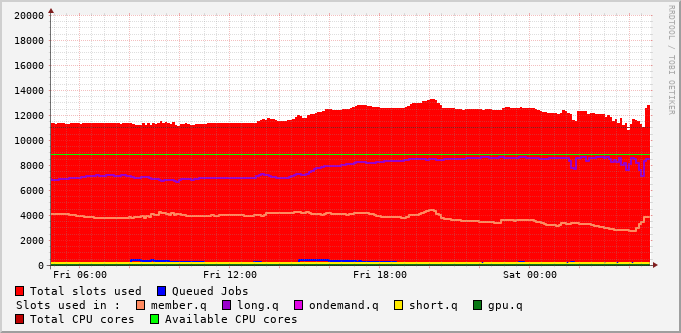 RRDTOOL / TOBI OETIKER
20000
18000
16000
14000
12000
10000
8000
6000
4000
2000
0
Fri 06:00 Fri 12:00 Fri 18:00 Sat 00:00
Total slots used Queued Jobs
Slots used in : member.q long.q ondemand.q short.q gpu.q
Total CPU cores Available CPU cores